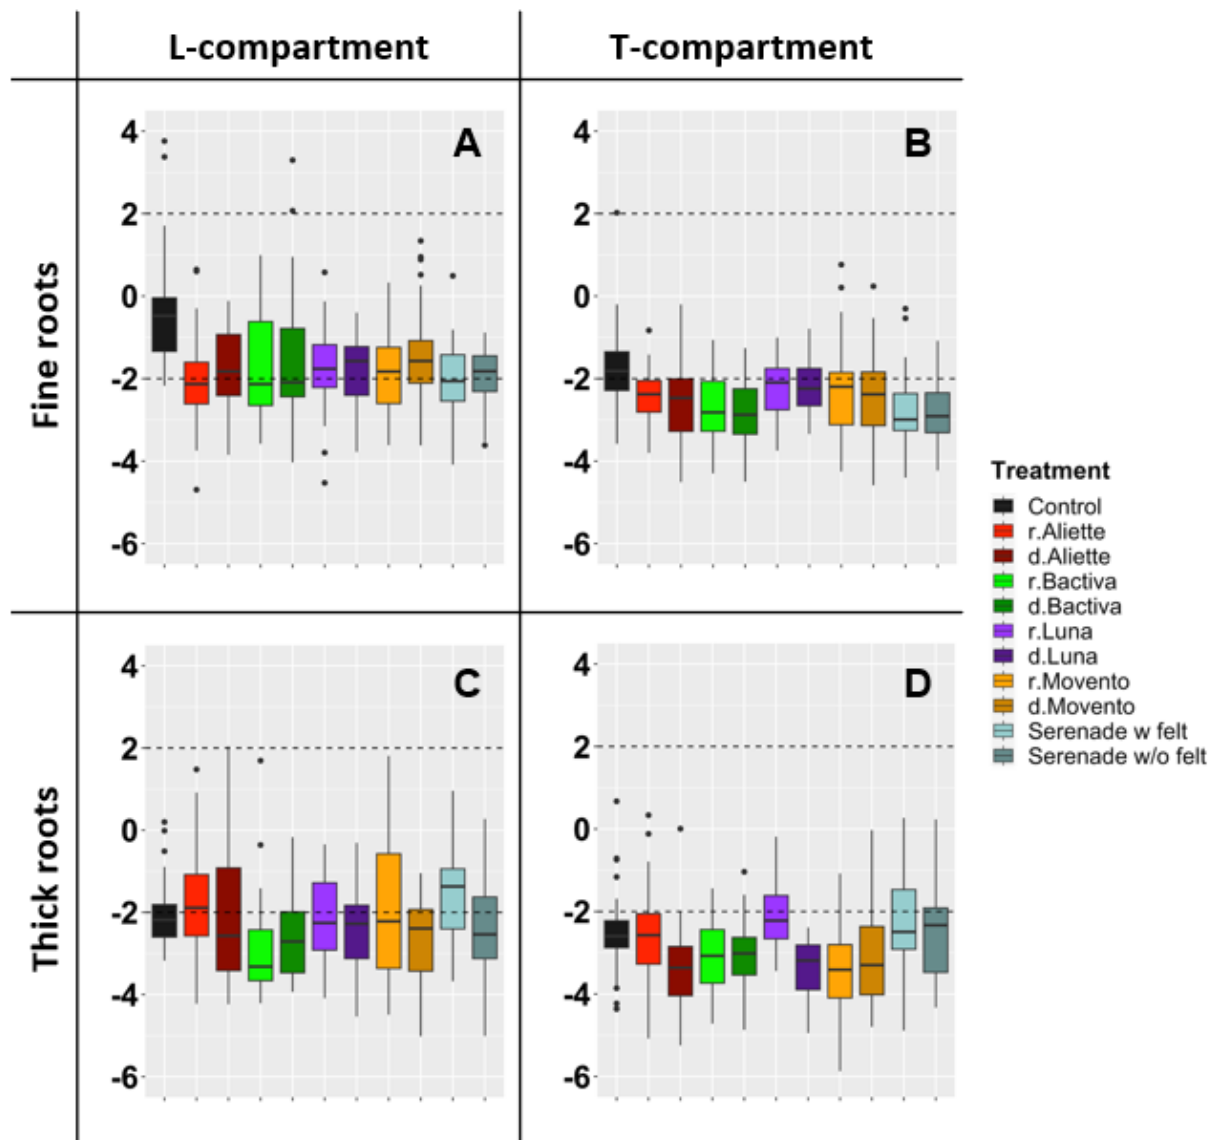 L-compartment
T-compartment
Fine roots
4
2
0
-2
-4
-6
A
4
2
0
-2
-4
-6
B
Thick roots
4
2
0
-2
-4
-6
C
4
2
0
-2
-4
-6
D
Treatment
Control
r.Aliette
d.Aliette
r.Bactiva
d.Bactiva
r.Luna
d.Luna
r.Movento
d.Movento
Serenade w felt
Serenade w/o felt